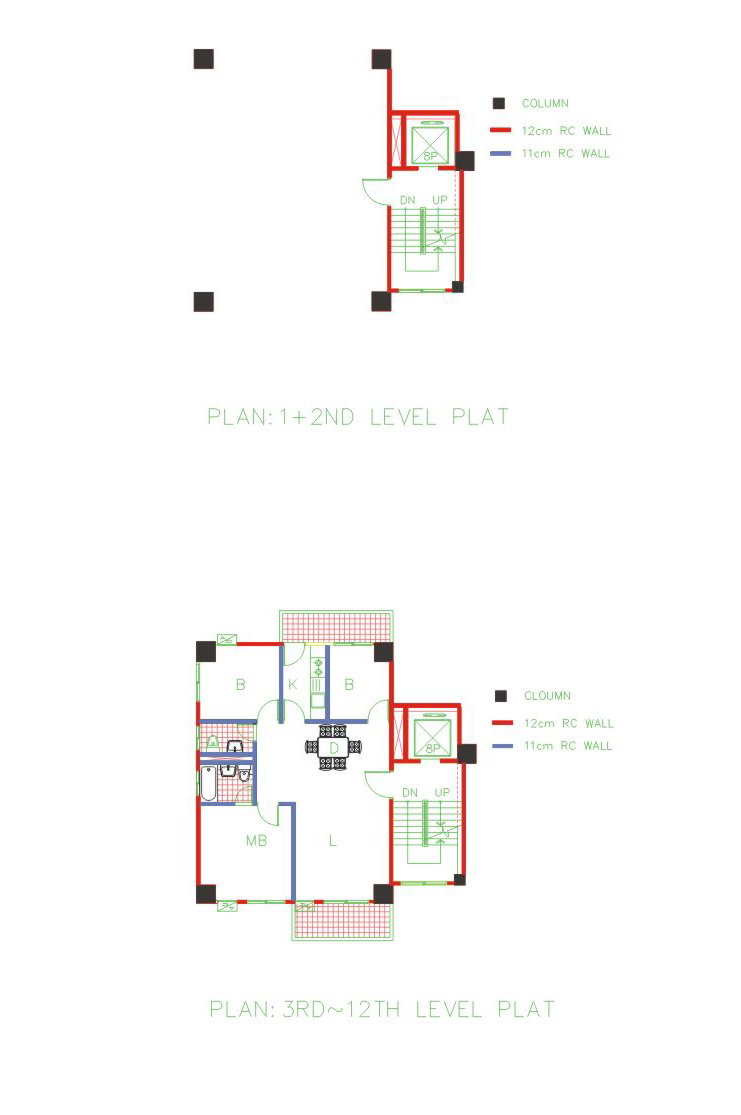 COLUMN
12cm RC WALL
8P
11cm RC WALL
DN UP
PLAN: 1+2ND LEVEL PLAT
B K B
CLOUMN
12cm RC WALL
D
8P
11cm RC WALL
DN UP
MB L
PLAN: 3RD~12TH LEVEL PLAT